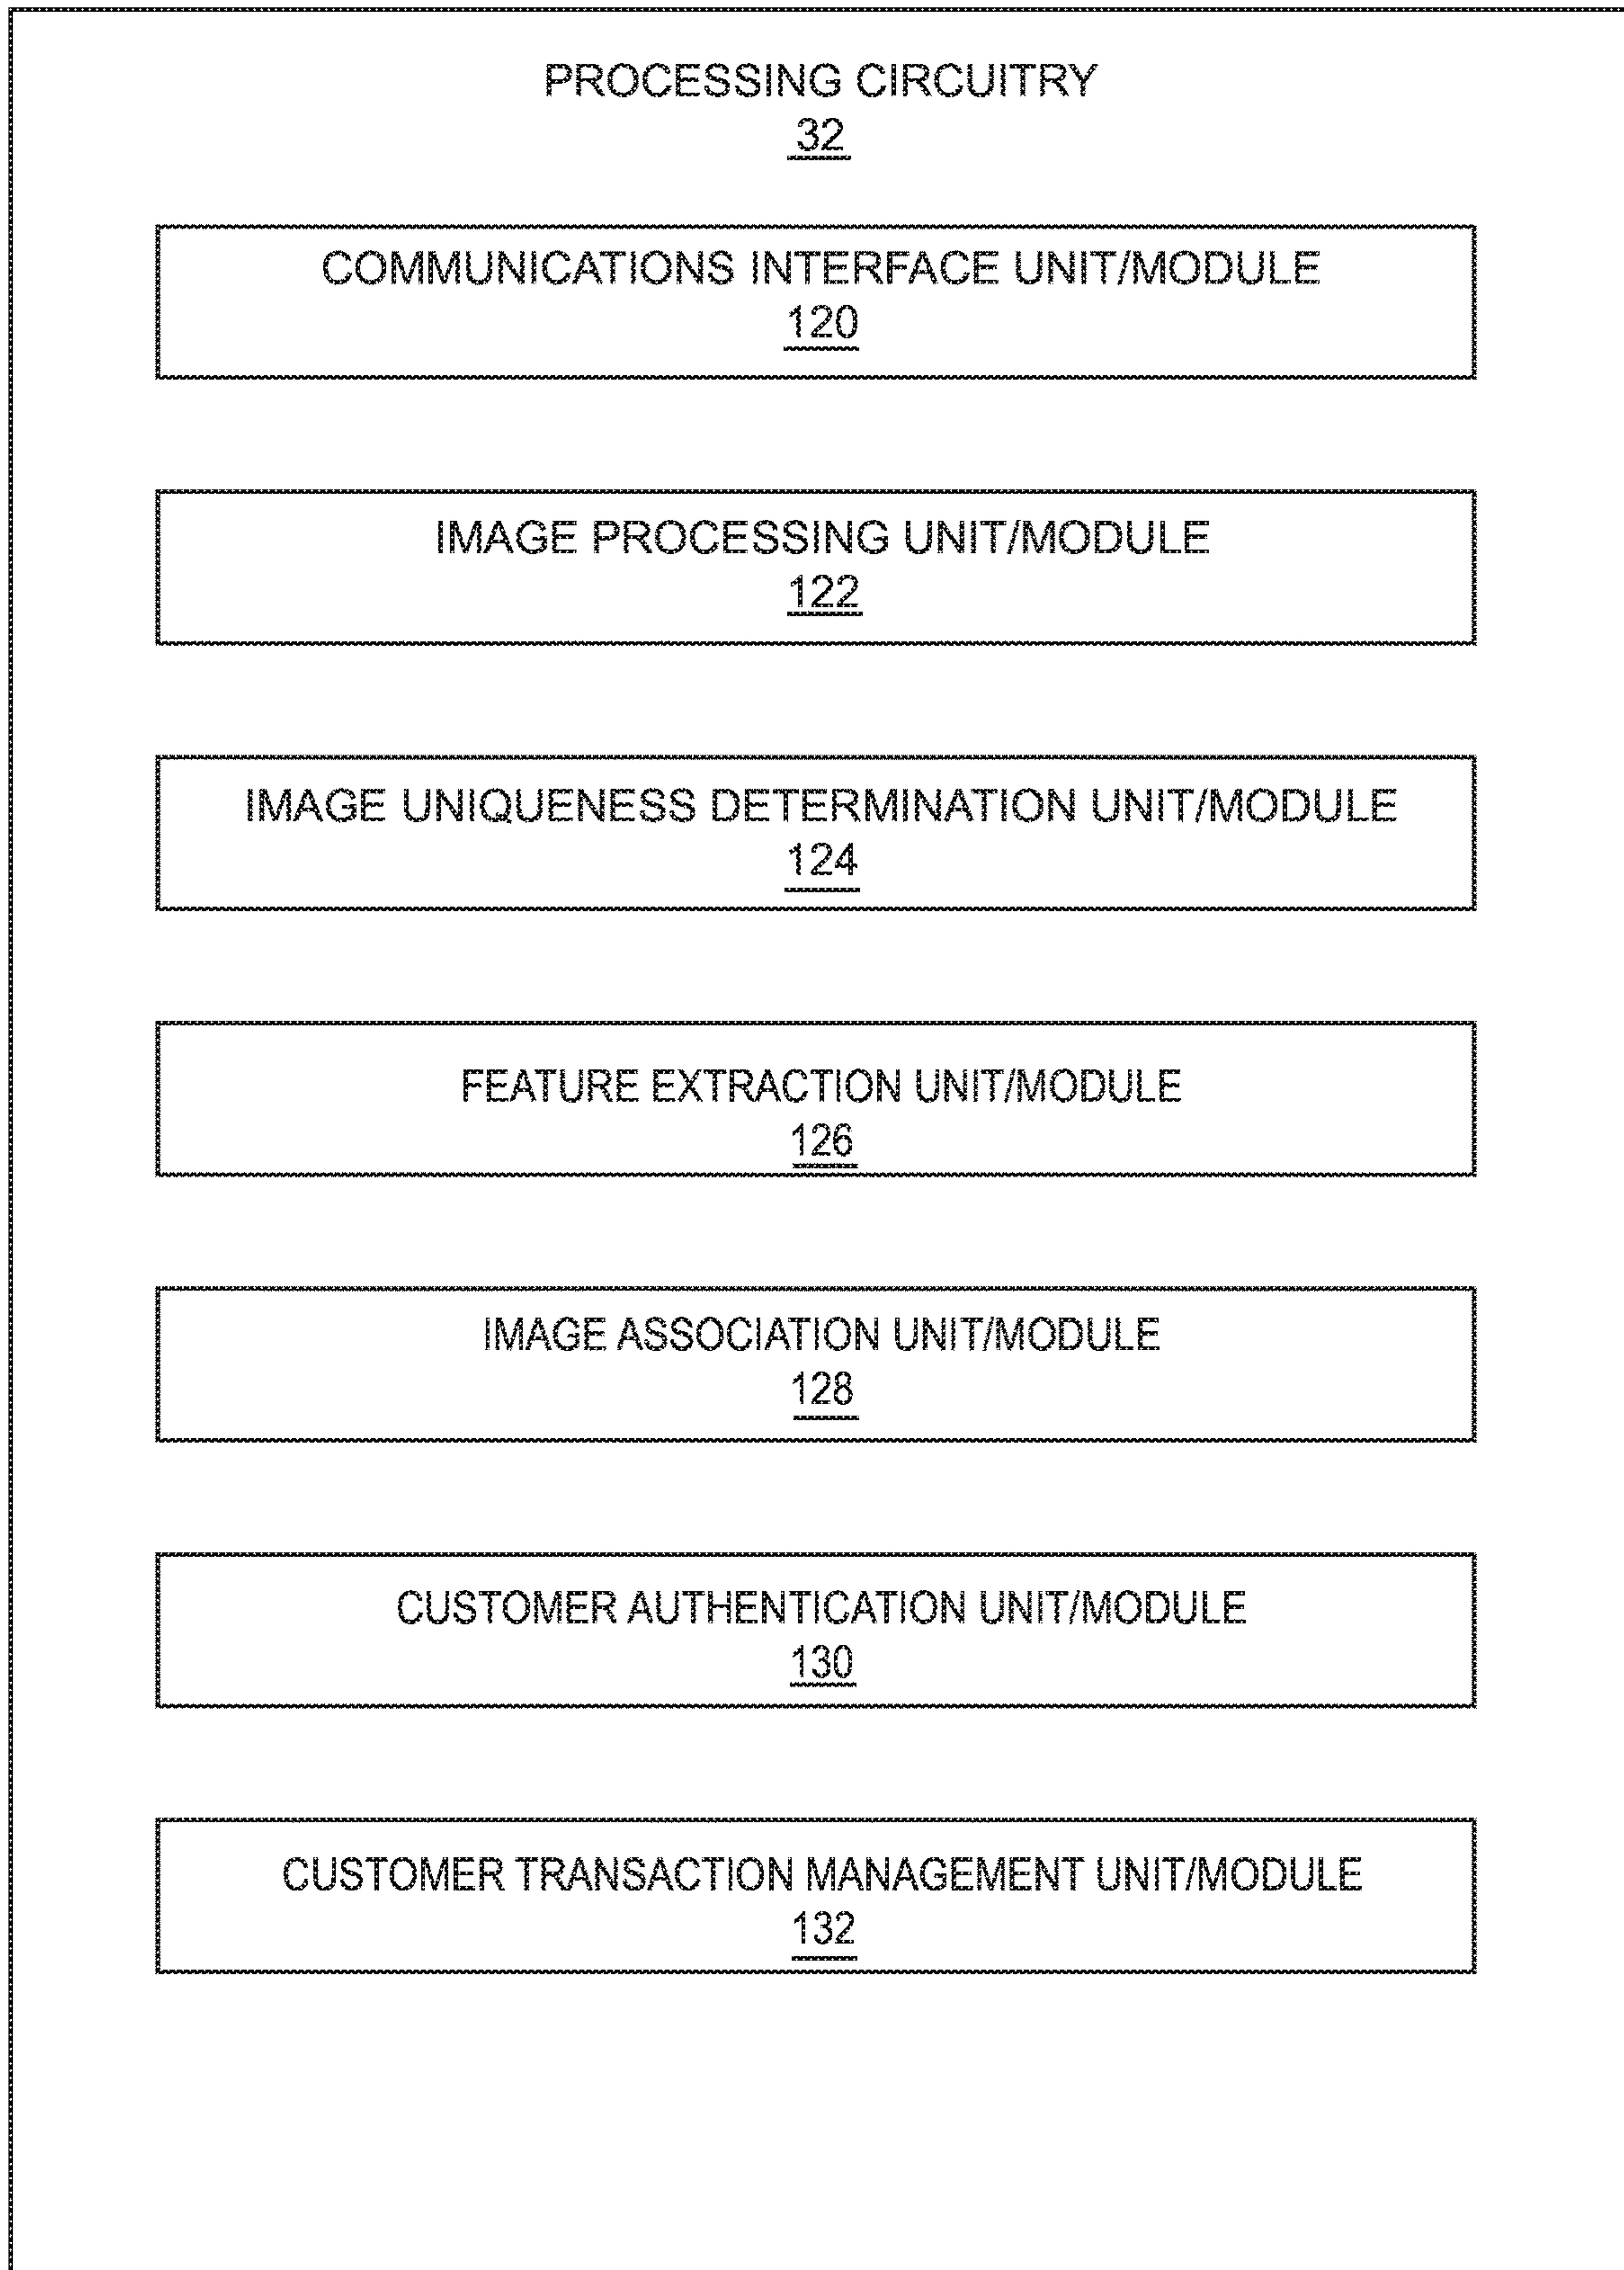 PROCESSING CIRCUITRY
32
COMMUNICATIONS INTERFACE UNIT/MODULE
120
IMAGE PROCESSING UNIT/MODULE
122
IMAGE UNIQUENESS DETERMINATION UNIT/MODULE
124
FEATURE EXTRACTION UNIT/MODULE
126
IMAGE ASSOCIATION UNIT/MODULE
128
CUSTOMER AUTHENTICATION UNIT/MODULE
130
CUSTOMER TRANSACTION MANAGEMENT UNIT/MODULE
132